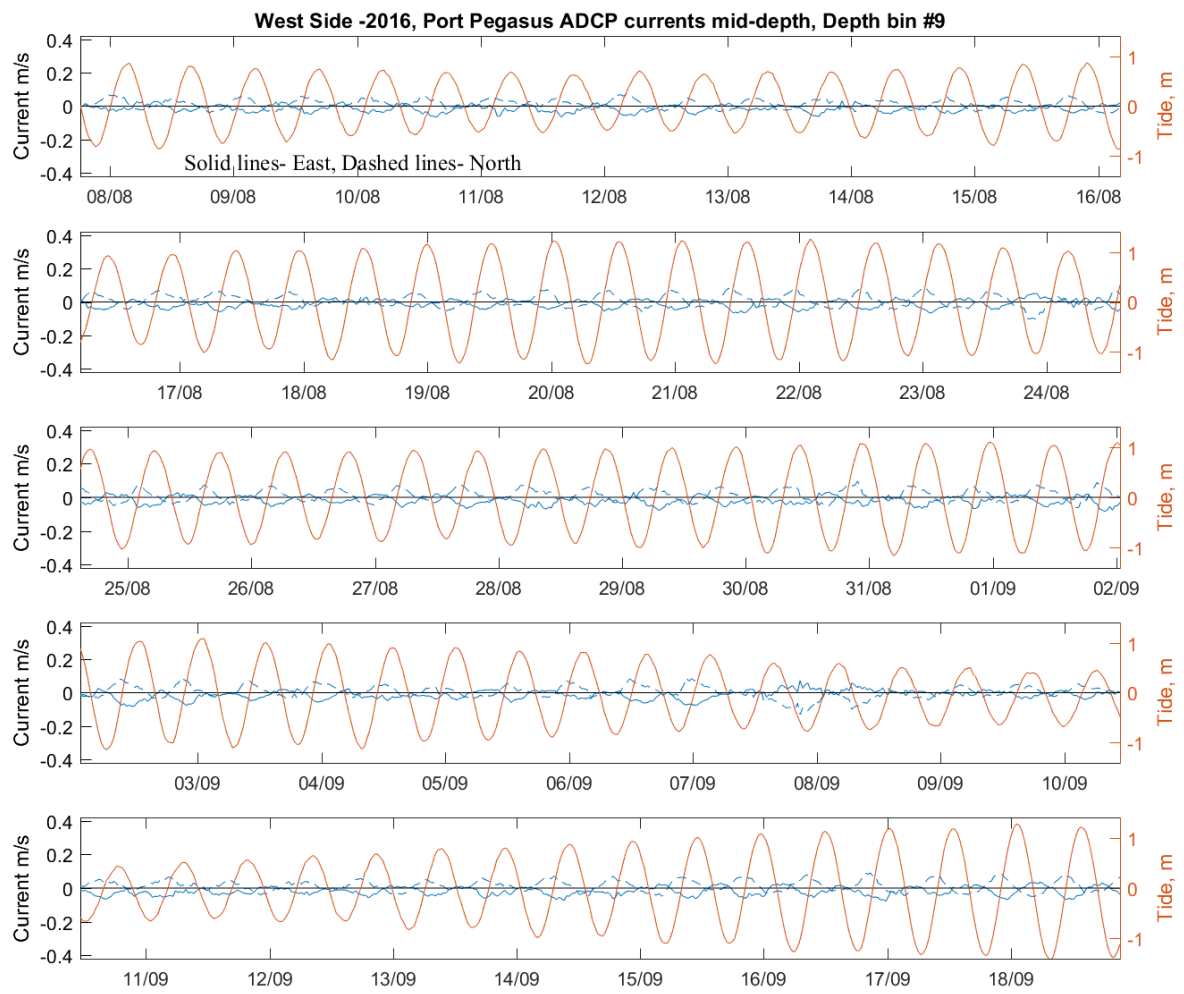 West Side -2016, Port Pegasus ADCP currents mid-depth, Depth bin #9
0.4
0.2
0
-0.2
-0.4
Current m/s
1
0
-1
Tide, m
Solid lines- East, Dashed lines- North
08/08 09/08 10/08 11/08 12/08 13/08 14/08 15/08 16/08
0.4
0.2
0
-0.2
-0.4
Current m/s
1
0
-1
Tide, m
17/08 18/08 19/08 20/08 21/08 22/08 23/08 24/08
0.4
0.2
0
-0.2
-0.4
Current m/s
1
0
-1
Tide, m
25/08 26/08 27/08 28/08 29/08 30/08 31/08 01/09 02/09
0.4
0.2
0
-0.2
-0.4
Current m/s
1
0
-1
Tide, m
03/09 04/09 05/09 06/09 07/09 08/09 09/09 10/09
0.4
0.2
0
-0.2
-0.4
Current m/s
1
0
-1
Tide, m
11/09 12/09 13/09 14/09 15/09 16/09 17/09 18/09